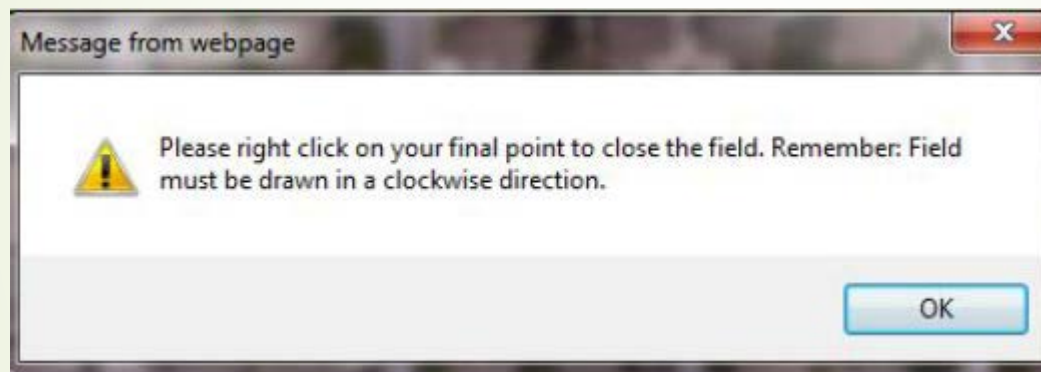 Message from webpage
Please right click on your final point to close the field. Remember: Field
must be drawn in a clockwise direction.
OK